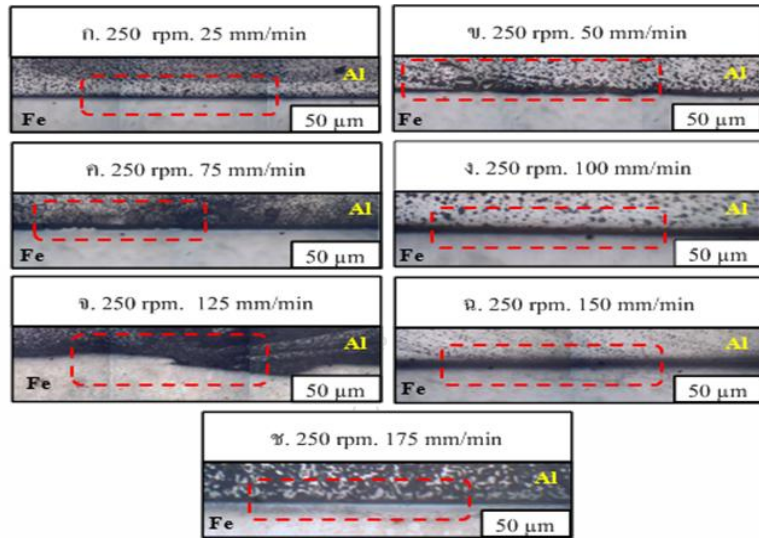 ก. 250 rpm. 25 mm/min
Al
Fe
50 µm
ข. 250 rpm. 50 mm/min
Al
Fe
50 µm
ค. 250 rpm. 75 mm/min
Al
Fe
50 µm
ง. 250 rpm. 100 mm/min
Al
Fe
50 µm
จ. 250 rpm. 125 mm/min
Al
Fe
50 µm
ฉ. 250 rpm. 150 mm/min
Al
Fe
50 µm
ช. 250 rpm. 175 mm/min
Al
Fe
50 µm